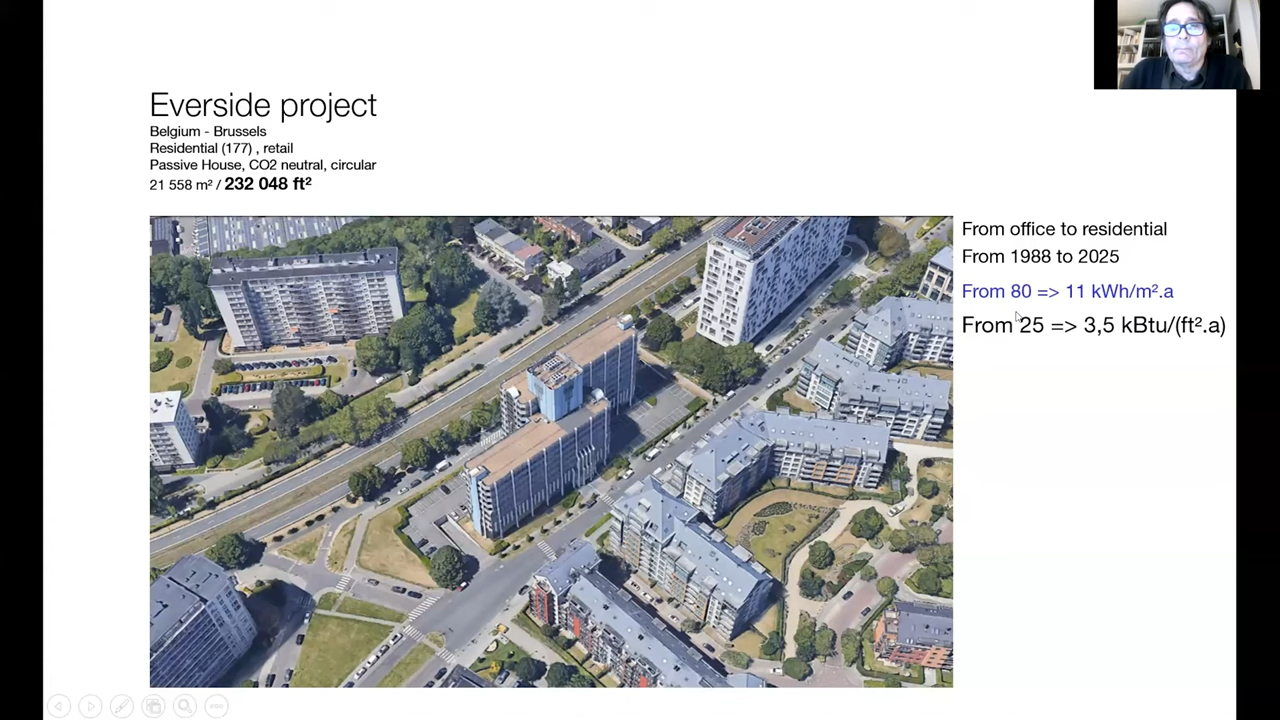 Everside project
Belgium - Brussels
Residential (177) , retail
Passive House, CO2 neutral, circular
21 558 m² / 232 048 ft²
From office to residential
From 1988 to 2025
From 80 => 11 kWh/m².a
From 25 => 3,5 kBtu/(ft².a)